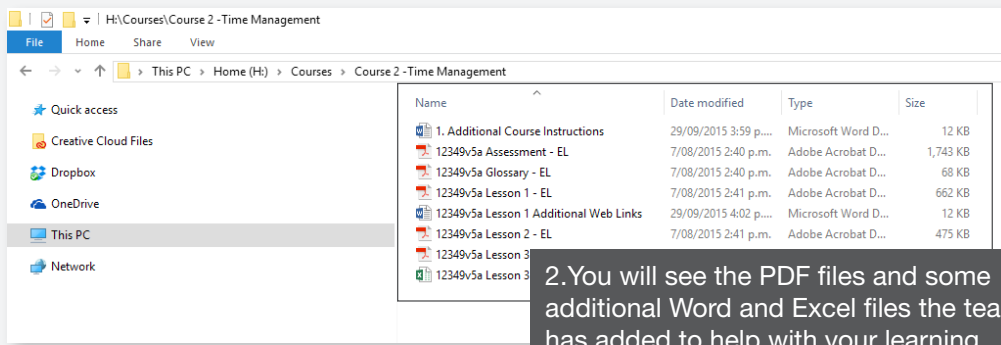 H:\Courses\Course 2 -Time Management
File Home Share View
This PC > Home (H:) > Courses > Course 2 -Time Management
Quick access
Creative Cloud Files
Dropbox
OneDrive
This PC
Network
Name Date modified Type Size
1. Additional Course Instructions 29/09/2015 3:59 p.... Microsoft Word D... 12 KB
12349v5a Assessment - EL 7/08/2015 2:40 p.m. Adobe Acrobat D... 1,743 KB
12349v5a Glossary - EL 7/08/2015 2:40 p.m. Adobe Acrobat D... 68 KB
12349v5a Lesson 1 - EL 7/08/2015 2:41 p.m. Adobe Acrobat D... 662 KB
12349v5a Lesson 1 Additional Web Links 29/09/2015 4:02 p.... Microsoft Word D... 12 KB
12349v5a Lesson 2 - EL 7/08/2015 2:41 p.m. Adobe Acrobat D... 475 KB
12349v5a Lesson 3
12349v5a Lesson 3
2.You will see the PDF files and some
additional Word and Excel files the tea
has added to help with your learning